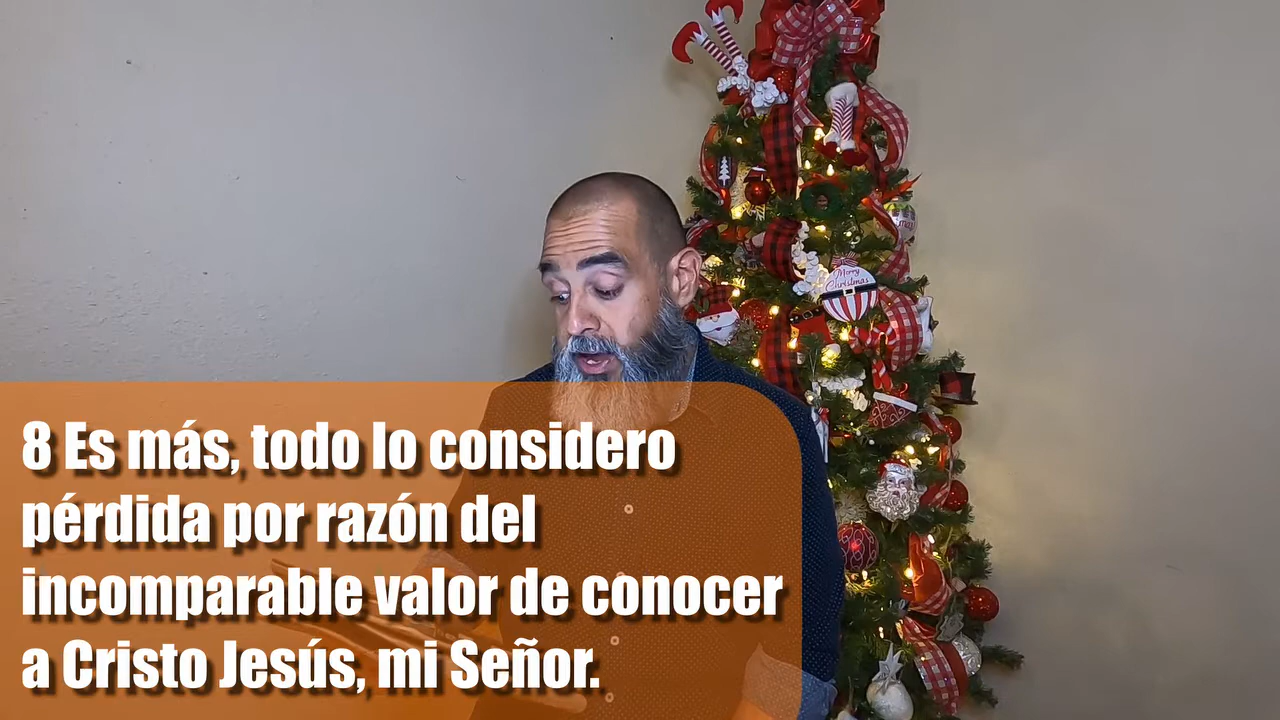 Merry
Christmas
8 Es más, todo lo considero
pérdida por razón del
incomparable valor de conocer
a Cristo Jesús, mi Señor.